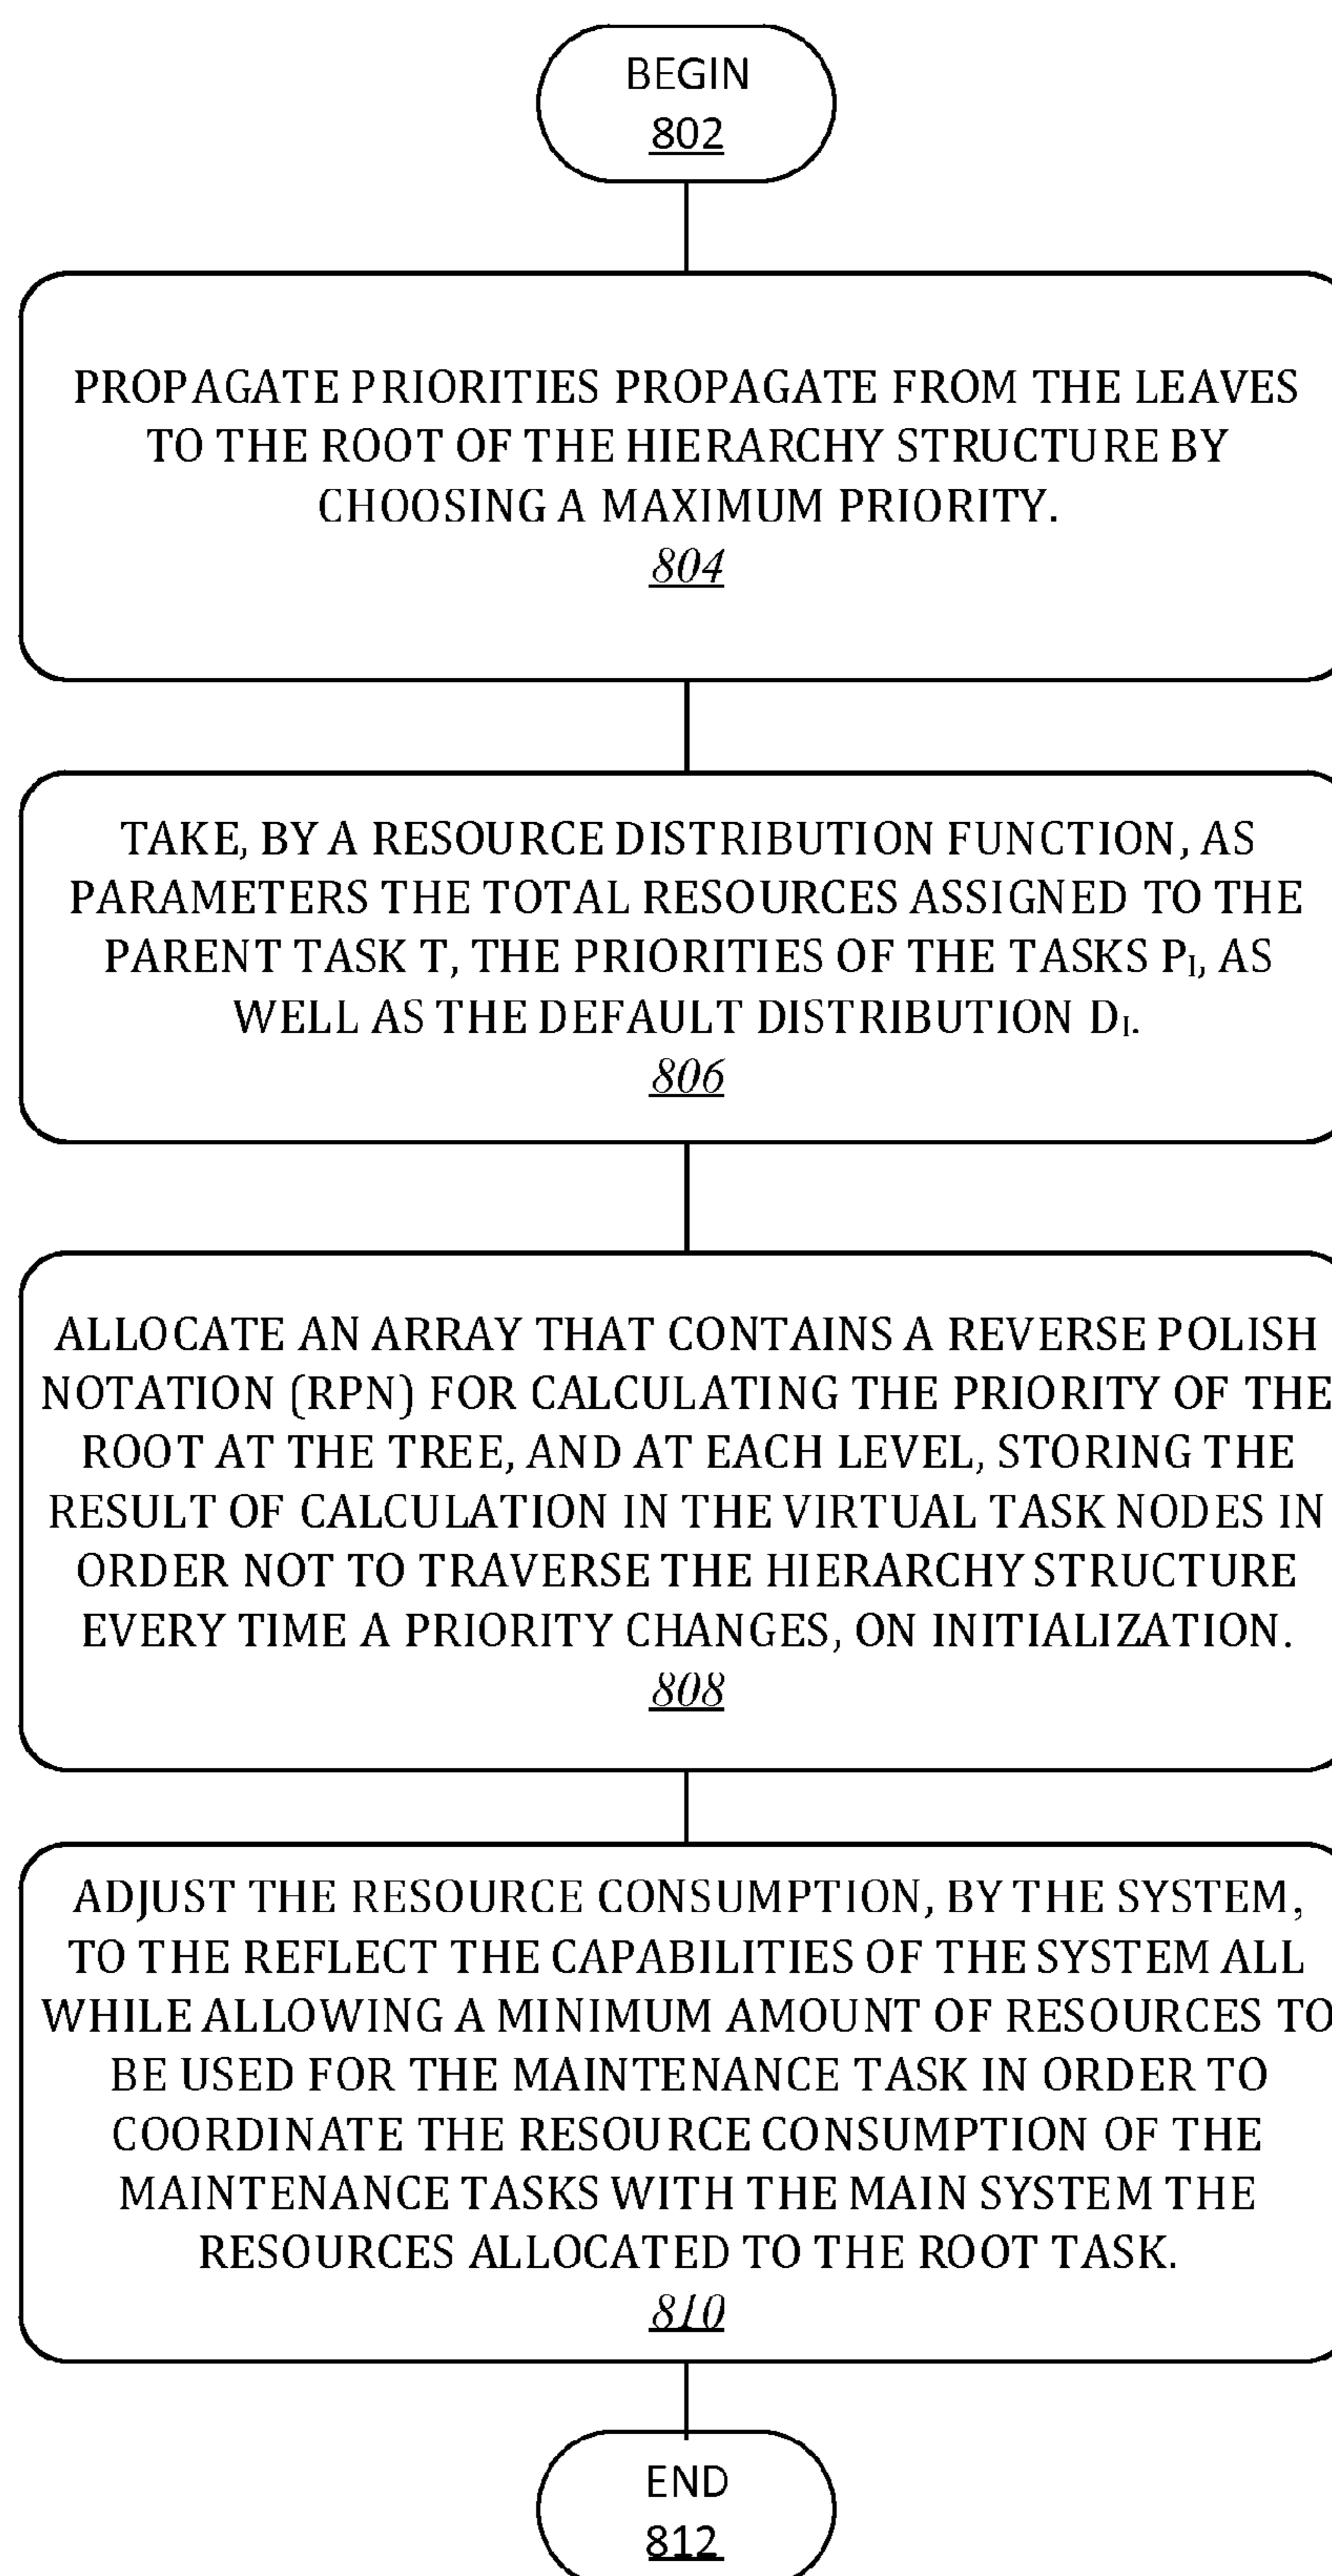 BEGIN
802
PROPAGATE PRIORITIES PROPAGATE FROM THE LEAVES
TO THE ROOT OF THE HIERARCHY STRUCTURE BY
CHOOSING A MAXIMUM PRIORITY.
804
TAKE, BY A RESOURCE DISTRIBUTION FUNCTION, AS
PARAMETERS THE TOTAL RESOURCES ASSIGNED TO THE
PARENT TASK T, THE PRIORITIES OF THE TASKS PI, AS
WELL AS THE DEFAULT DISTRIBUTION DI.
806
ALLOCATE AN ARRAY THAT CONTAINS A REVERSE POLISH
NOTATION (RPN) FOR CALCULATING THE PRIORITY OF THE
ROOT AT THE TREE, AND AT EACH LEVEL, STORING THE
RESULT OF CALCULATION IN THE VIRTUAL TASK NODES IN
ORDER NOT TO TRAVERSE THE HIERARCHY STRUCTURE
EVERY TIME A PRIORITY CHANGES, ON INITIALIZATION.
808
ADJUST THE RESOURCE CONSUMPTION, BY THE SYSTEM,
TO THE REFLECT THE CAPABILITIES OF THE SYSTEM ALL
WHILE ALLOWING A MINIMUM AMOUNT OF RESOURCES TO
BE USED FOR THE MAINTENANCE TASK IN ORDER TO
COORDINATE THE RESOURCE CONSUMPTION OF THE
MAINTENANCE TASKS WITH THE MAIN SYSTEM THE
RESOURCES ALLOCATED TO THE ROOT TASK.
810
END
812